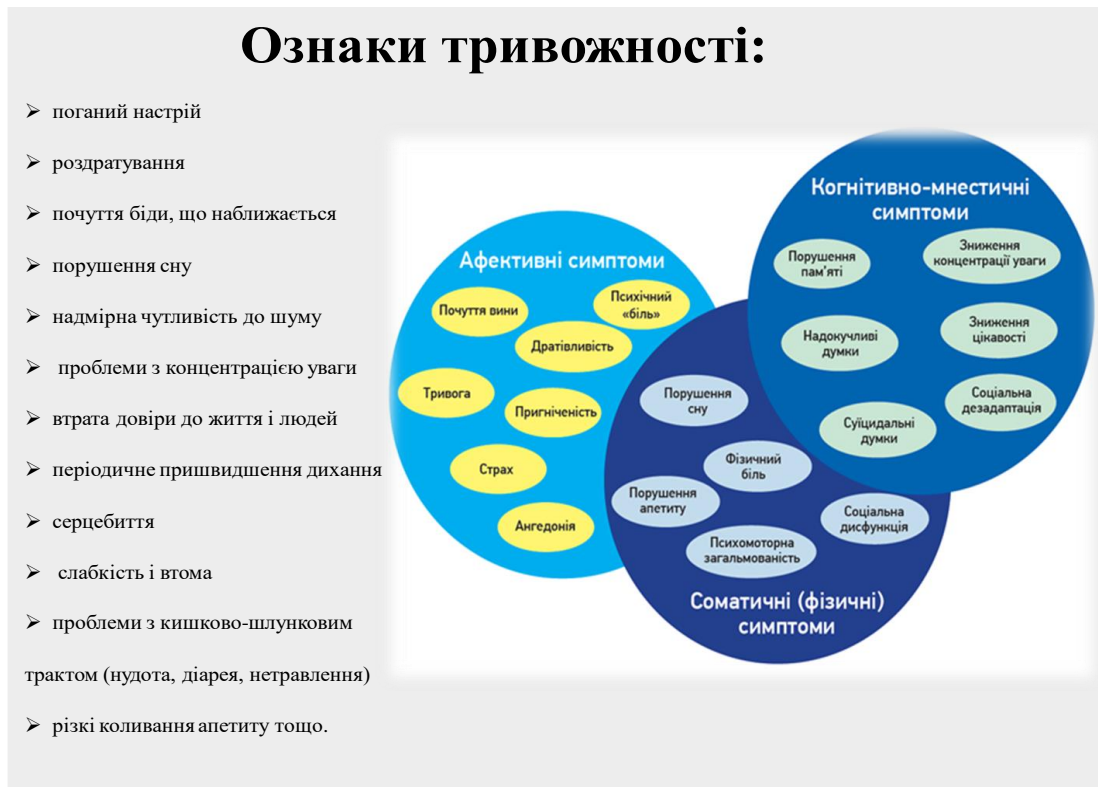 Ознаки тривожності:
поганий настрій
роздратування
почуття біди, що наближається
порушення сну
надмірна чутливість до шуму
проблеми з концентрацією уваги
втрата довіри до життя і людей
періодичне пришвидшення дихання
серцебиття
слабкість і втома
проблеми з кишково-шлунковим
трактом (нудота, діарея, нетравлення)
різкі коливання апетиту тощо.
Афективні симптоми
Почуття вини
Психічний
«біль»
Дратівливість
Тривога
Пригніченість
Страх
Ангедонія
Когнітивно-мнестичні
симптоми
Порушення
пам'яті
Зниження
концентрації уваги
Надокучливі
думки
Зниження
цікавості
Суїцидальні
думки
Соціальна
дезадаптація
Порушення
сну
Фізичний
біль
Порушення
апетиту
Соціальна
дисфункція
Психомоторна
загальмованість
Соматичні (фізичні)
симптоми